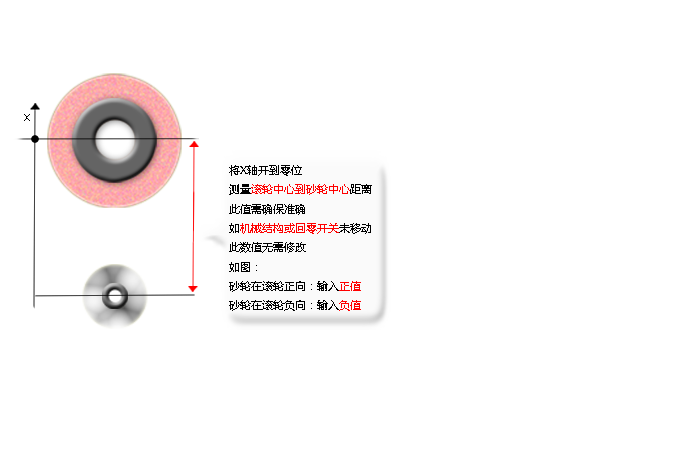 X
将X轴开到零位
测量滚轮中心到砂轮中心距离
此值需确保准确
如机械结构或回零开关未移动
此数值无需修改
如图：
砂轮在滚轮正向：输入正值
砂轮在滚轮负向：输入负值